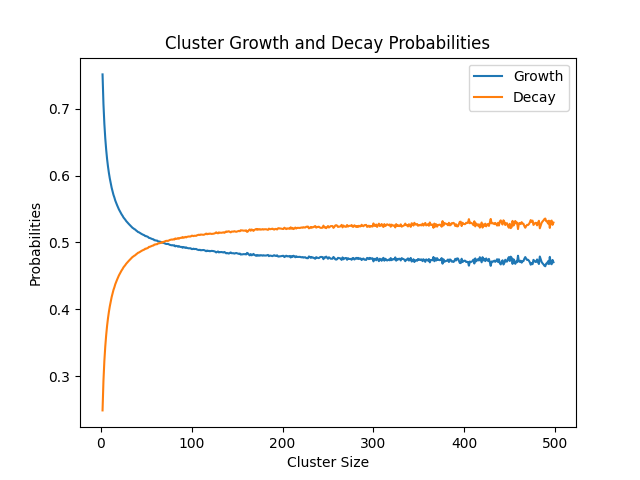 Cluster Growth and Decay Probabilities
Growth
Decay
Probabilities
0.7
0.6
0.5
0.4
0.3
0
100
200
300
400
500
Cluster Size